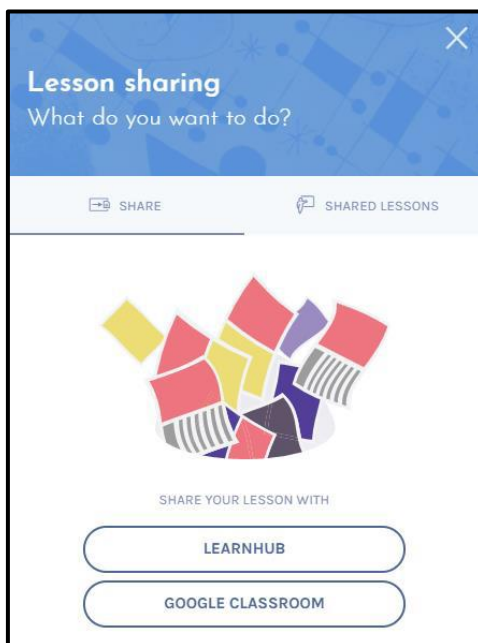 Lesson sharing
What do you want to do?
SHARE
SHARED LESSONS
SHARE YOUR LESSON WITH
LEARNHUB
GOOGLE CLASSROOM